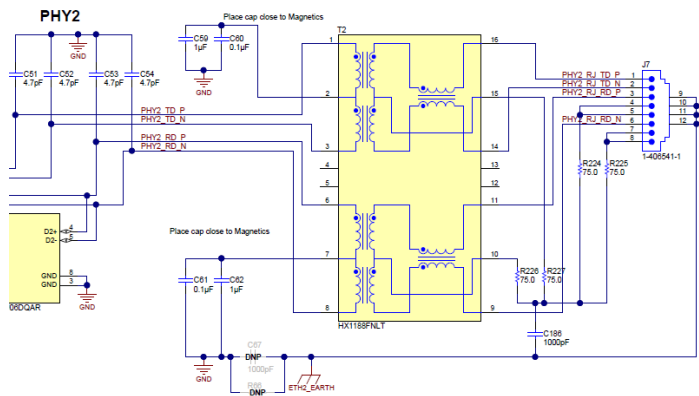 PHY2
Place cap close to Magnetics
C59
1µF
C60
0.1µF
GND
GND
C51
4.7pF
C52
4.7pF
C53
4.7pF
C54
4.7pF
T2
1
2
3
4
5
6
7
8
16
15
14
13
12
11
10
9
HX1188FNLT
PHY2_TD_P
PHY2_TD_N
PHY2_RD_P
PHY2_RD_N
PHY2_RJ_TD_P
PHY2_RJ_TD_N
PHY2_RJ_RD_P
PHY2_RJ_RD_N
J7
1
2
3
4
5
6
7
8
9
10
11
12
1-406541-1
R224
75.0
R225
75.0
D2+
4
D2-
5
GND
8
GND
3
GND
06DQAR
Place cap close to Magnetics
C61
0.1µF
C62
1µF
GND
R226
75.0
R227
75.0
C186
1000pF
C67
DNP
1000pF
R66
DNP
ETH2_EARTH